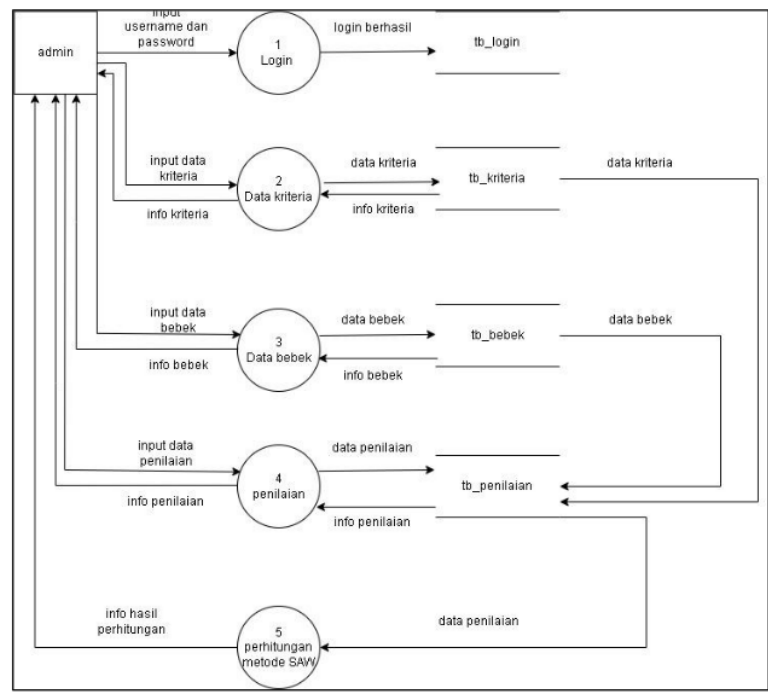 admin
input
username dan
password
1
Login
login berhasil
tb_login
input data
kriteria
info kriteria
2
Data kriteria
data kriteria
info kriteria
tb_kriteria
data kriteria
input data
bebek
info bebek
3
Data bebek
data bebek
info bebek
tb_bebek
data bebek
input data
penilaian
info penilaian
4
penilaian
data penilaian
info penilaian
tb_penilaian
info hasil
perhitungan
5
perhitungan
metode SAW
data penilaian